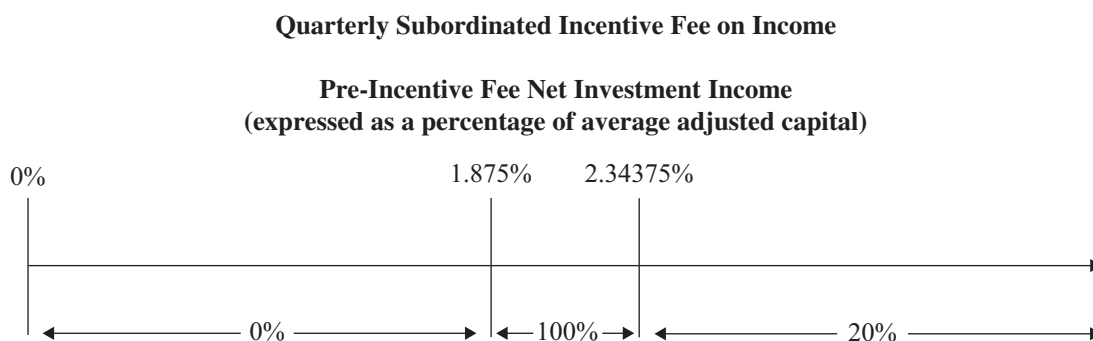 Quarterly Subordinated Incentive Fee on Income
Pre-Incentive Fee Net Investment Income
(expressed as a percentage of average adjusted capital)
0% 1.875% 2.34375%
0% 100% 20%